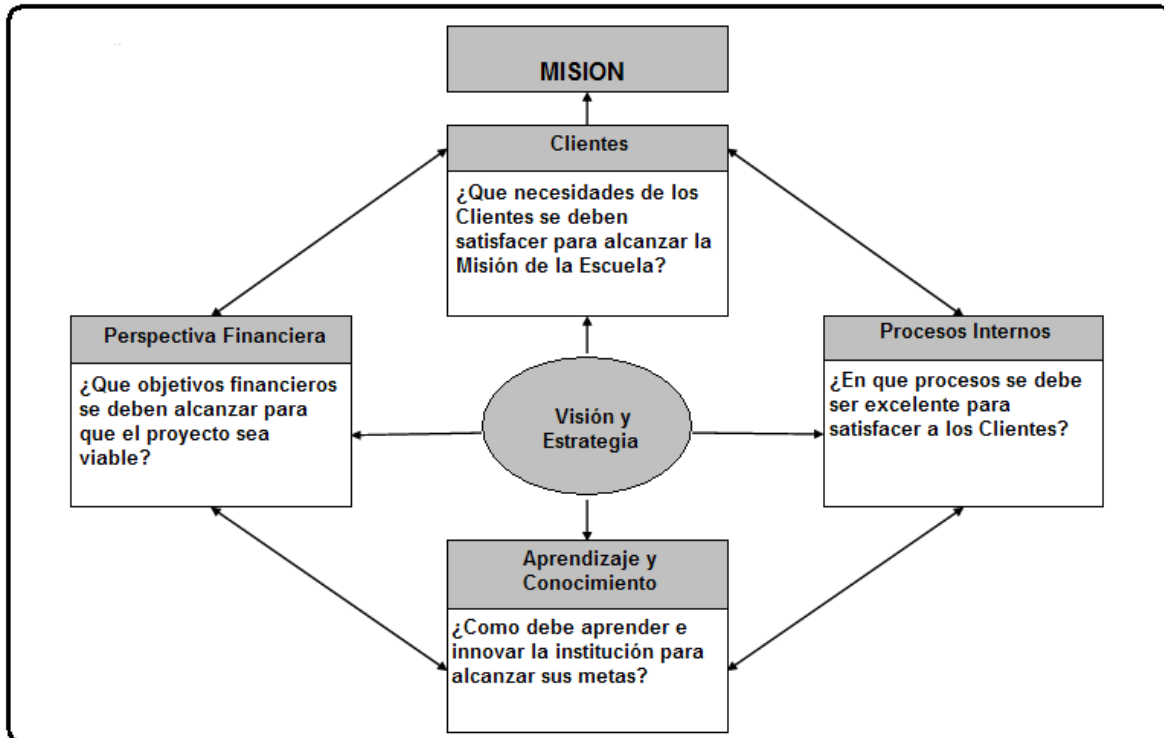 MISION
Clientes
¿Que necesidades de los
Clientes se deben
satisfacer para alcanzar la
Misión de la Escuela?
Perspectiva Financiera
¿Que objetivos financieros
se deben alcanzar para
que el proyecto sea
viable?
Visión y
Estrategia
Procesos Internos
¿En que procesos se debe
ser excelente para
satisfacer a los Clientes?
Aprendizaje y
Conocimiento
¿Como debe aprender e
innovar la institución para
alcanzar sus metas?